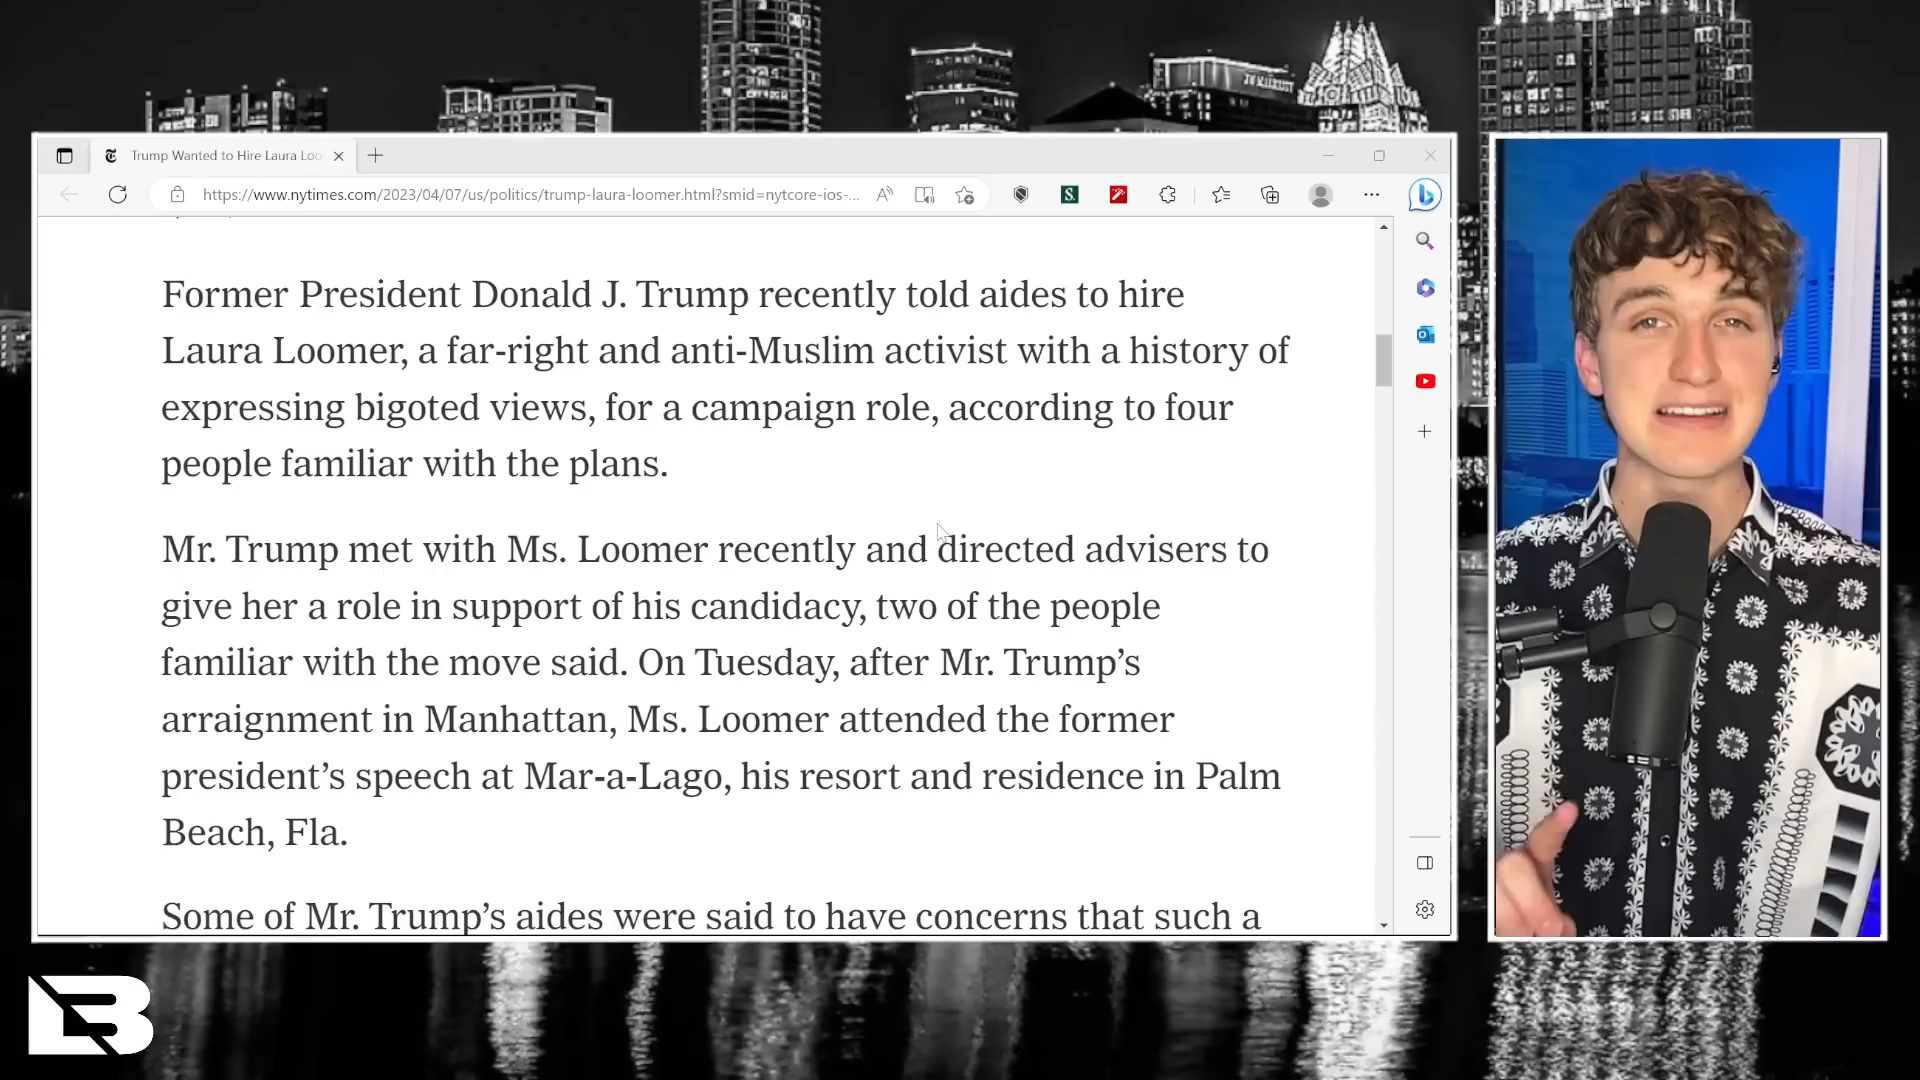 Trump Wanted to Hire Laura Loo
https://www.nytimes.com/2023/04/07/us/politics/trump-laura-loomer.html?smid=nytcore-ios-...
Former President Donald J. Trump recently told aides to hire
Laura Loomer, a far-right and anti-Muslim activist with a history of
expressing bigoted views, for a campaign role, according to four
people familiar with the plans.
Mr. Trump met with Ms. Loomer recently and directed advisers to
give her a role in support of his candidacy, two of the people
familiar with the move said. On Tuesday, after Mr. Trump’s
arraignment in Manhattan, Ms. Loomer attended the former
president’s speech at Mar-a-Lago, his resort and residence in Palm
Beach, Fla.
Some of Mr. Trump’s aides were said to have concerns that such a